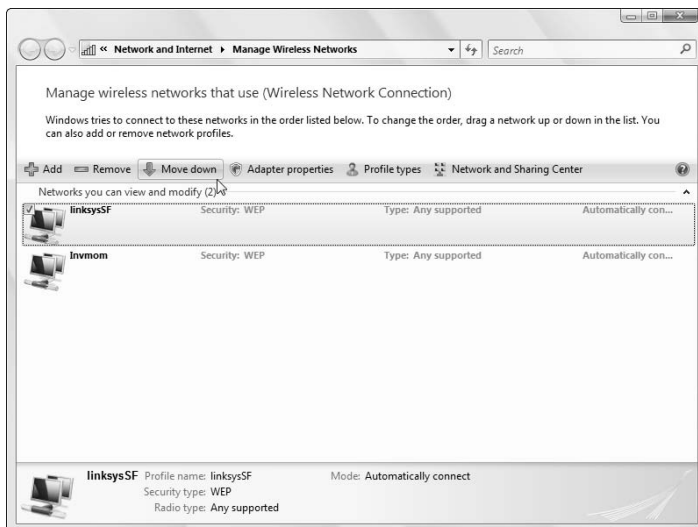 « Network and Internet ▸ Manage Wireless Networks Search
Manage wireless networks that use (Wireless Network Connection)
Windows tries to connect to these networks in the order listed below. To change the order, drag a network up or down in the list. You
can also add or remove network profiles.
Add Remove Move down Adapter properties Profile types Network and Sharing Center
Networks you can view and modify (2)
linksysSF Security: WEP Type: Any supported Automatically con...
Invmom Security: WEP Type: Any supported Automatically con...
linksysSF Profile name: linksysSF Mode: Automatically connect
Security type: WEP
Radio type: Any supported